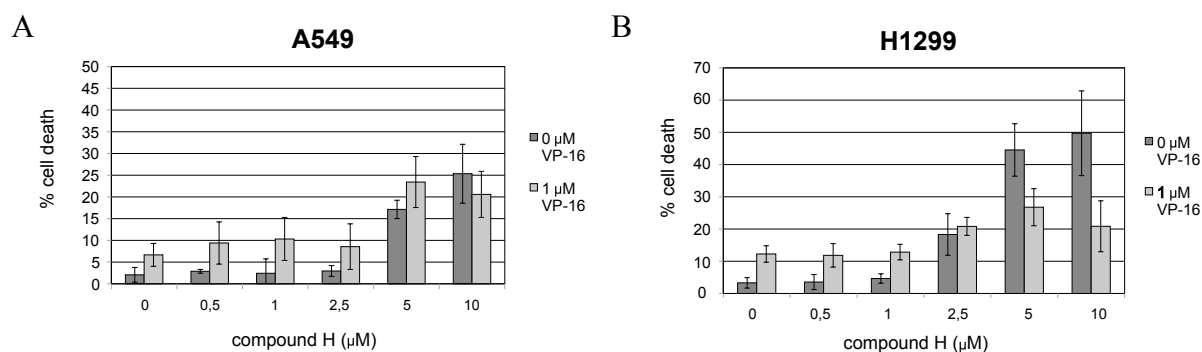 A
A549
% cell death
50
45
40
35
30
25
20
15
10
5
0
0 0,5 1 2,5 5 10
compound H (µM)
0 µM
VP-16
1 µM
VP-16
B
H1299
% cell death
70
60
50
40
30
20
10
0
0 0,5 1 2,5 5 10
compound H (µM)
0 µM
VP-16
1 µM
VP-16